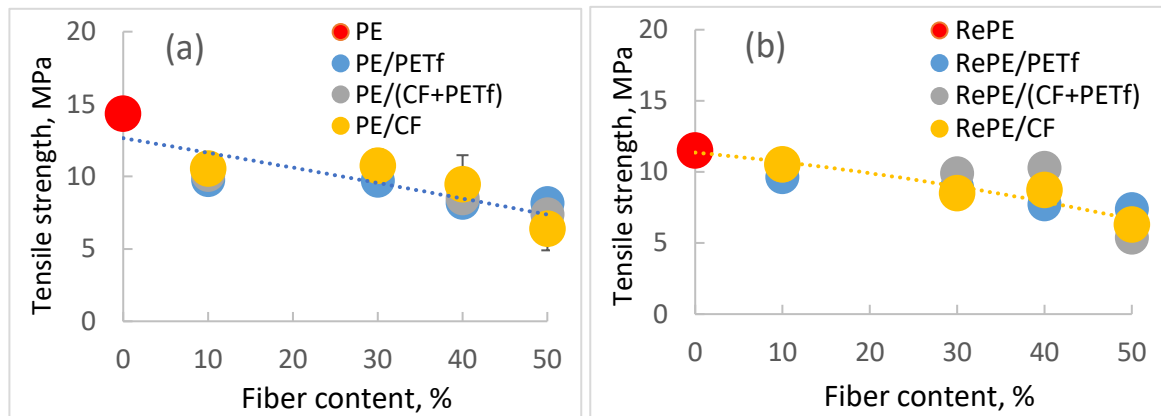 (a)
PE
PE/PETf
PE/(CF+PETf)
PE/CF
Tensile strength, MPa
20
15
10
5
0
0 10 20 30 40 50
Fiber content, %
(b)
RePE
RePE/PETf
RePE/(CF+PETf)
RePE/CF
Tensile strength, MPa
20
15
10
5
0
0 10 20 30 40 50
Fiber content, %